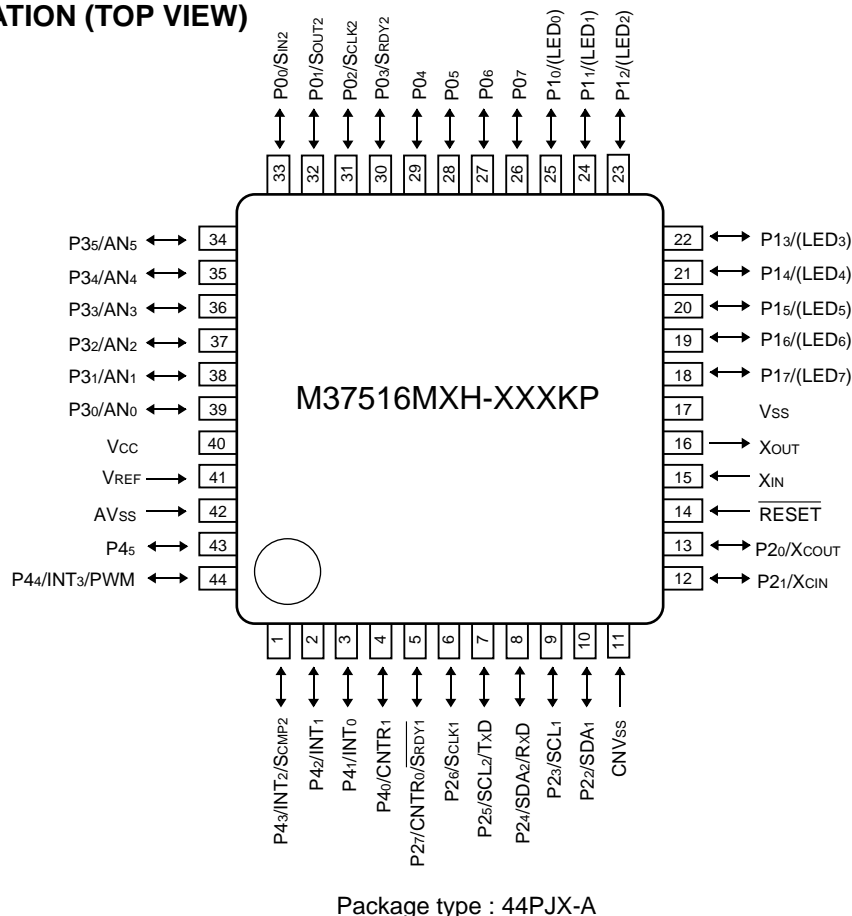 ATION (TOP VIEW)
P00/SIN2
P01/SOUT2
P02/SCLK2
P03/SRDY2
P04
P05
P06
P07
P10/(LED0)
P11/(LED1)
P12/(LED2)
33
32
31
30
29
28
27
26
25
24
23
P35/AN5 34
P34/AN4 35
P33/AN3 36
P32/AN2 37
P31/AN1 38
P30/AN0 39
VCC 40
VREF 41
AVSS 42
P45 43
P44/INT3/PWM 44
M37516MXH-XXXKP
22 P13/(LED3)
21 P14/(LED4)
20 P15/(LED5)
19 P16/(LED6)
18 P17/(LED7)
17 VSS
16 XOUT
15 XIN
14 RESET
13 P20/XCOUT
12 P21/XCIN
1
2
3
4
5
6
7
8
9
10
11
P43/INT2/SCMP2
P42/INT1
P41/INT0
P40/CNTR1
P27/CNTR0/SRDY1
P26/SCLK1
P25/SCL2/TxD
P24/SDA2/RxD
P23/SCL1
P22/SDA1
CNVSS
Package type : 44PJX-A